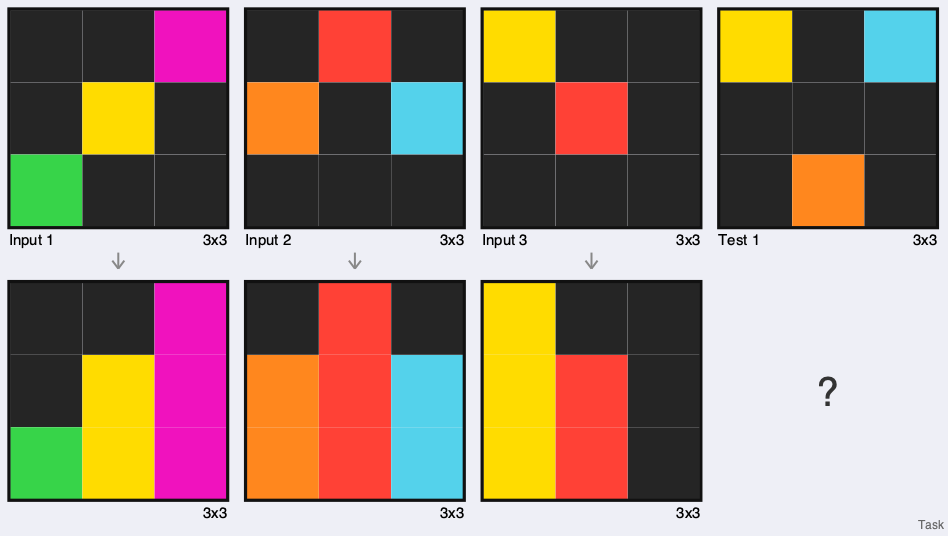 Input 1 3x3
Input 2 3x3
Input 3 3x3
Test 1 3x3
3x3
3x3
3x3
?
Task